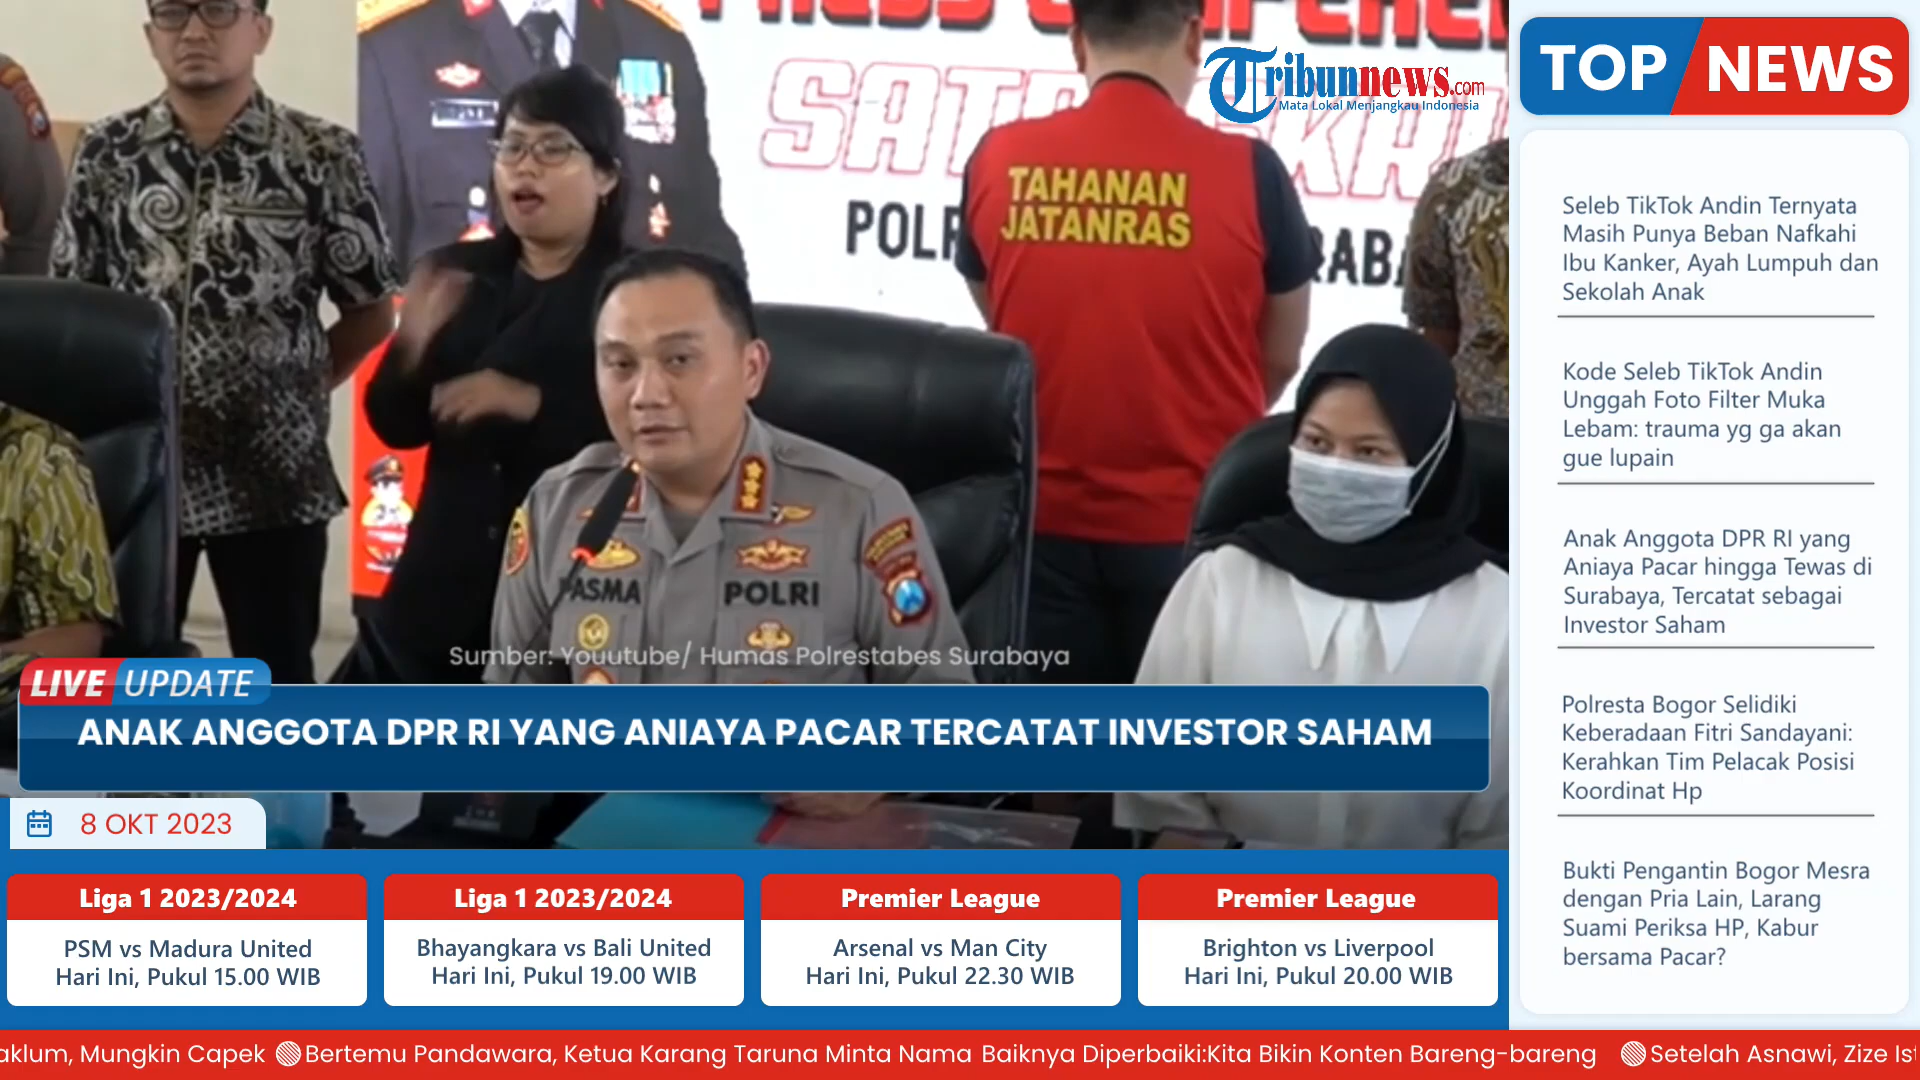 PRESS CONFERE
SAT
POLR
RABA
Tribunnews.com
Mata Lokal Menjangkau Indonesia
TAHANAN
JATANRAS
PASMA
POLRI
Sumber: Youutube/ Humas Polrestabes Surabaya
LIVE UPDATE
ANAK ANGGOTA DPR RI YANG ANIAYA PACAR TERCATAT INVESTOR SAHAM
8 OKT 2023
Liga 1 2023/2024
PSM vs Madura United
Hari Ini, Pukul 15.00 WIB
Liga 1 2023/2024
Bhayangkara vs Bali United
Hari Ini, Pukul 19.00 WIB
Premier League
Arsenal vs Man City
Hari Ini, Pukul 22.30 WIB
Premier League
Brighton vs Liverpool
Hari Ini, Pukul 20.00 WIB
TOP NEWS
Seleb TikTok Andin Ternyata
Masih Punya Beban Nafkahi
Ibu Kanker, Ayah Lumpuh dan
Sekolah Anak
Kode Seleb TikTok Andin
Unggah Foto Filter Muka
Lebam: trauma yg ga akan
gue lupain
Anak Anggota DPR RI yang
Aniaya Pacar hingga Tewas di
Surabaya, Tercatat sebagai
Investor Saham
Polresta Bogor Selidiki
Keberadaan Fitri Sandayani:
Kerahkan Tim Pelacak Posisi
Koordinat Hp
Bukti Pengantin Bogor Mesra
dengan Pria Lain, Larang
Suami Periksa HP, Kabur
bersama Pacar?
aklum, Mungkin Capek Bertemu Pandawara, Ketua Karang Taruna Minta Nama Baiknya Diperbaiki:Kita Bikin Konten Bareng-bareng Setelah Asnawi, Zize Ist